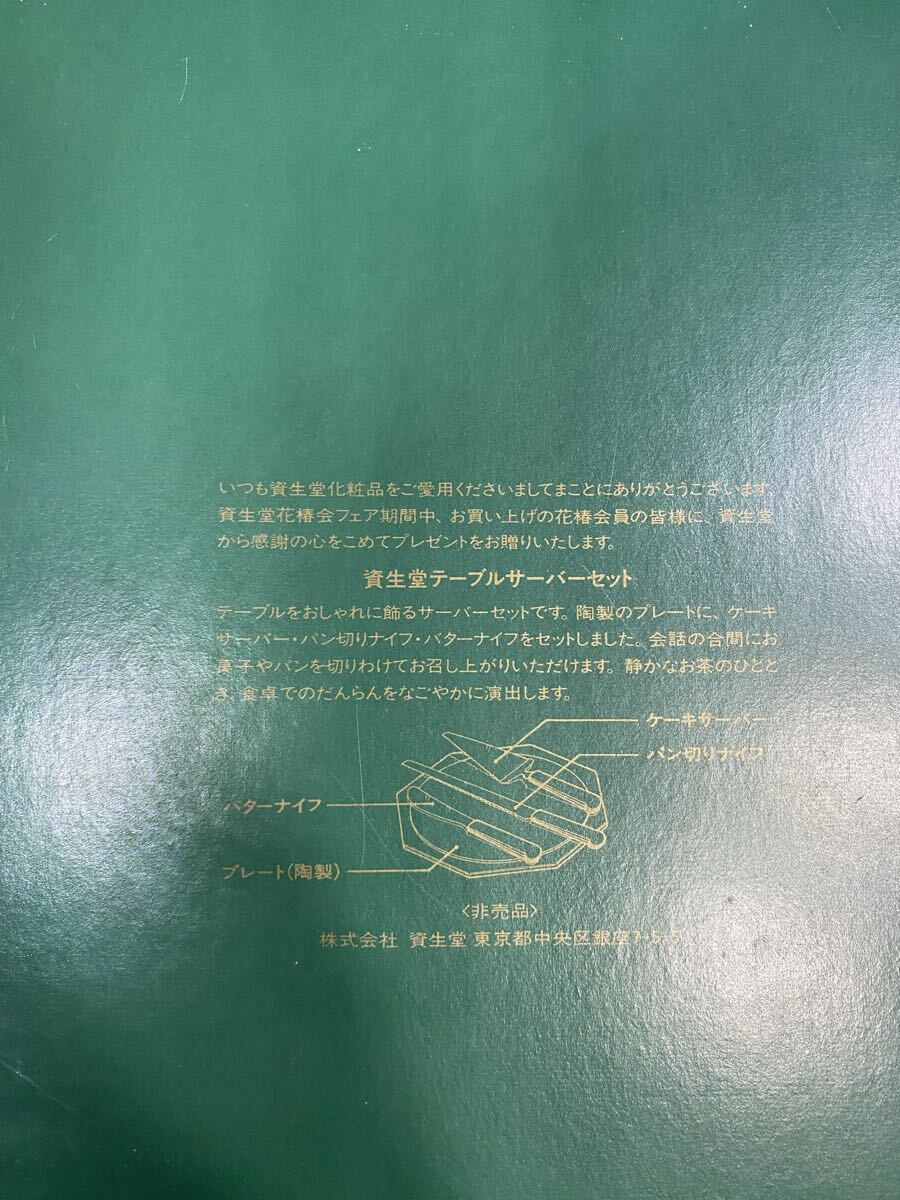 いつも資生堂化粧品をご愛用くださいましてまことにありがとうございます。
資生堂花椿会フェア期間中、お買い上げの花椿会員の皆様に、資生堂
から感謝の心をこめてプレゼントをお贈りいたします。
資生堂テーブルサーバーセット
テーブルをおしゃれに飾るサーバーセットです。陶製のプレートに、ケーキ
サーバー・パン切りナイフ・バターナイフをセットしました。会話の合間にお
菓子やパンを切りわけてお召し上がりいただけます。静かなお茶のひとと
き、食卓でのだんらんをなごやかに演出します。
ケーキサーバー
パン切りナイフ
バターナイフ
プレート(陶製)
〈非売品〉
株式会社 資生堂 東京都中央区銀座7-5-5